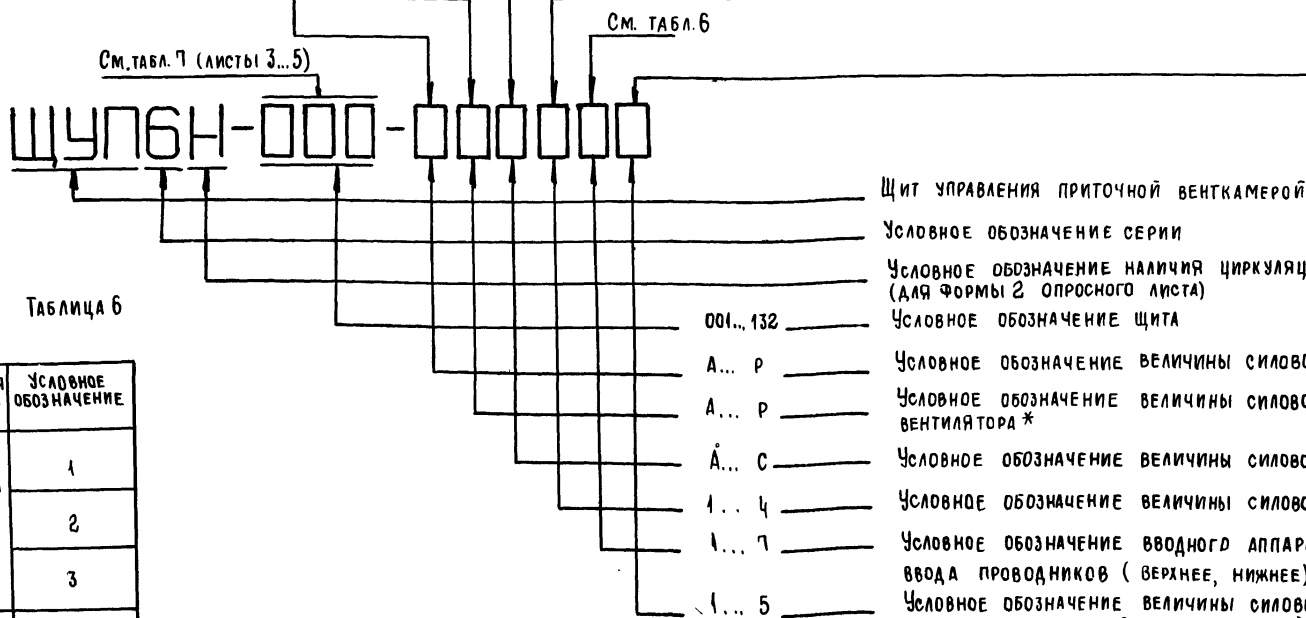 См. табл. 6
См. табл. 7 (листы 3...5)
ЩУП6Н-000-
Щит управления приточной венткамерой
Условное обозначение серии
Условное обозначение наличия циркуляц
(для формы 2 опросного листа)
001...132 Условное обозначение щита
А... Р Условное обозначение величины силово
А... Р Условное обозначение величины силово
вентилятора *
А... С Условное обозначение величины силово
1... 4 Условное обозначение величины силово
1... 7 Условное обозначение вводного аппар
ввода проводников (верхнее, нижнее)
1... 5 Условное обозначение величины силово
Таблица 6
Условное
обозначение
1
2
3